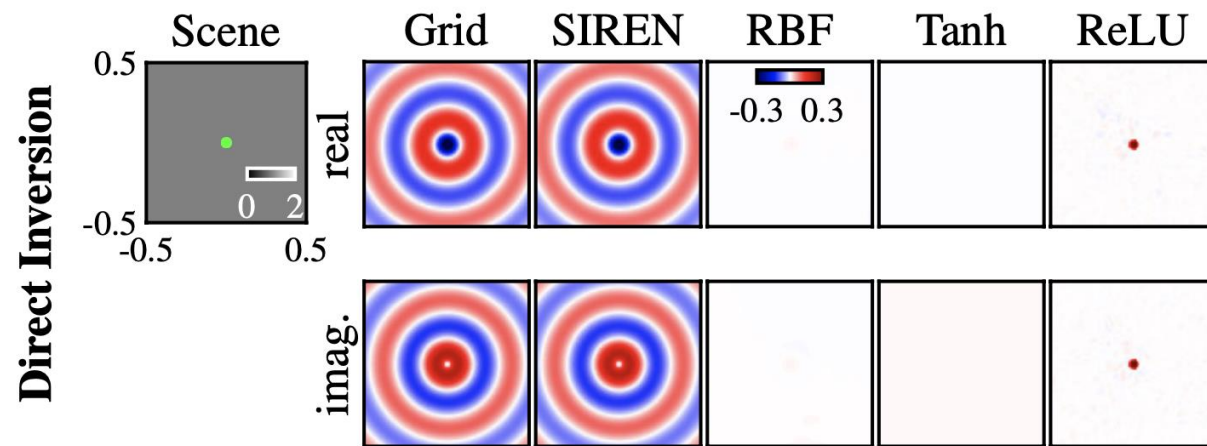 Scene Grid SIREN RBF Tanh ReLU
0.5
-0.5
-0.5 0.5
0 2
-0.3 0.3
real
imag.
Direct Inversion